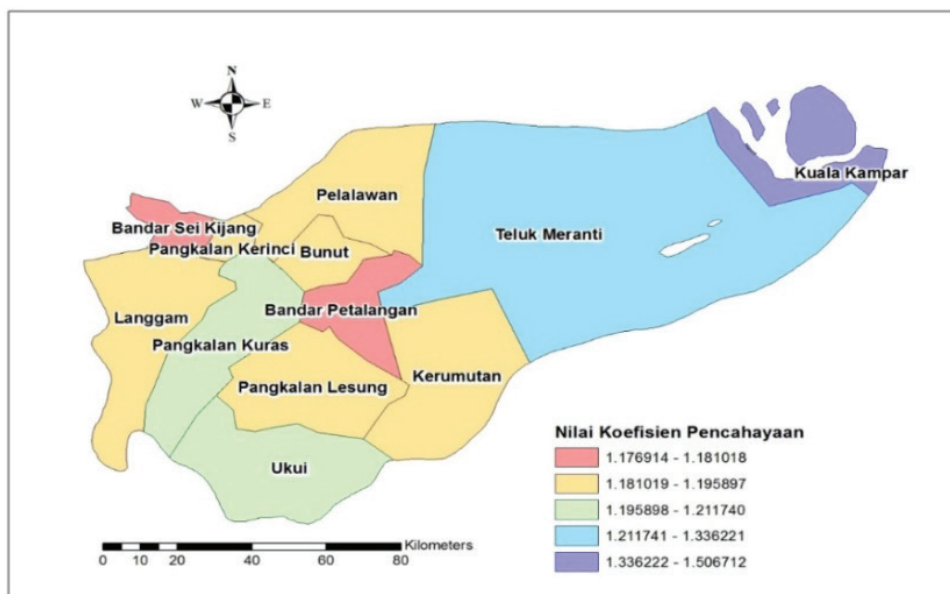 N
W E
S
Kuala Kampar
Pelalawan
Bandar Sei Kijang
Teluk Meranti
Pangkalan Kerinci
Bunut
Bandar Petalangan
Langgam
Pangkalan Kuras
Kerumutan
Pangkalan Lesung
Ukui
Nilai Koefisien Pencahayaan
1.176914 - 1.181018
1.181019 - 1.195897
1.195898 - 1.211740
1.211741 - 1.336221
1.336222 - 1.506712
Kilometers
0 10 20 40 60 80